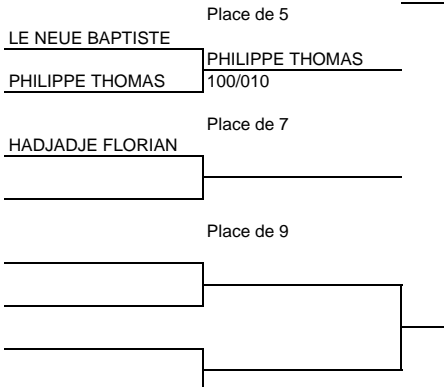 Place de 5
LE NEUE BAPTISTE
PHILIPPE THOMAS
PHILIPPE THOMAS
100/010
Place de 7
HADJADJE FLORIAN
Place de 9